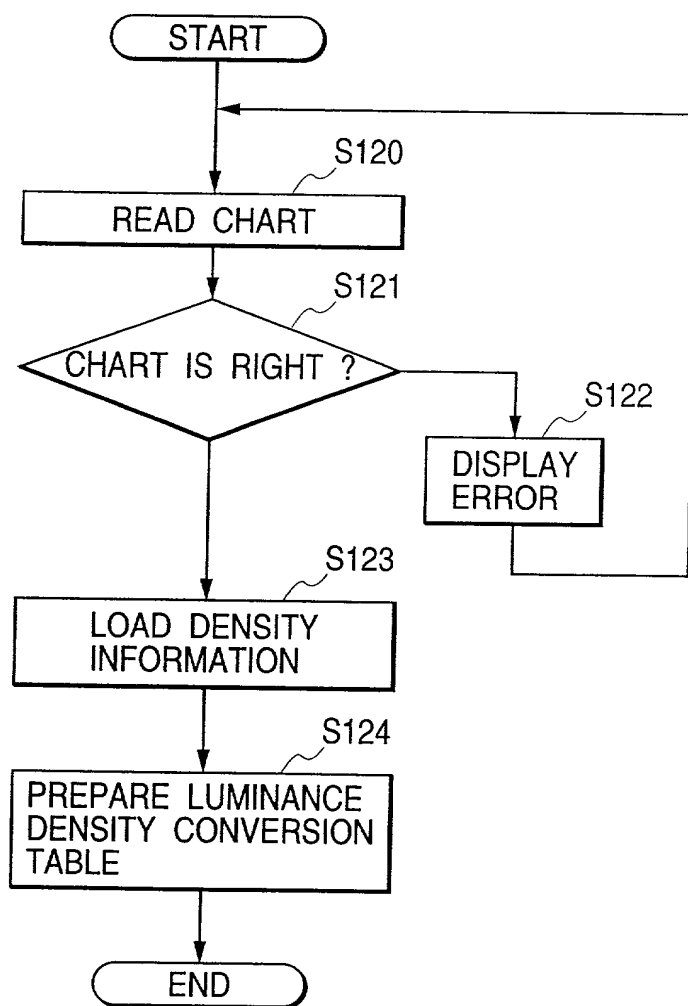 START
S120
READ CHART
S121
CHART IS RIGHT ?
S122
DISPLAY
ERROR
S123
LOAD DENSITY
INFORMATION
S124
PREPARE LUMINANCE
DENSITY CONVERSION
TABLE
END